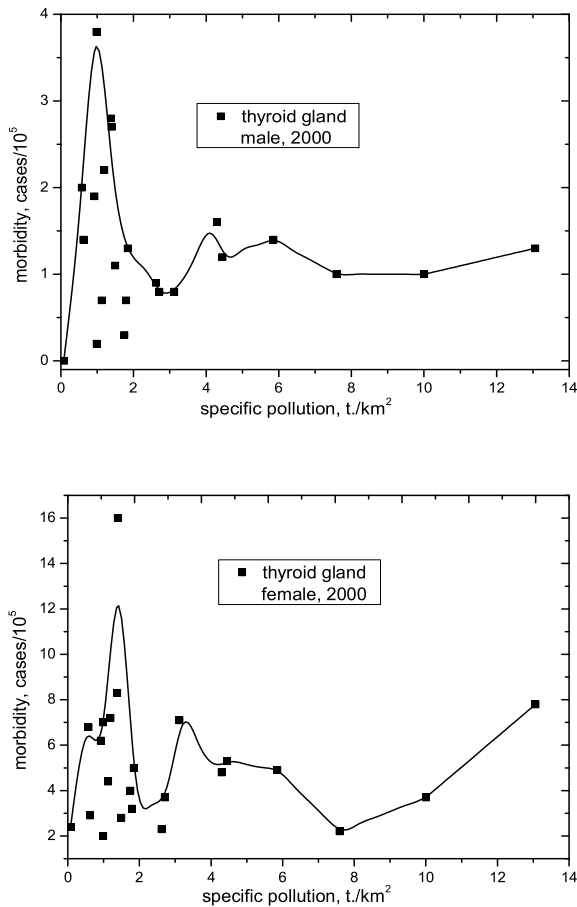 4
3
2
1
0
morbidity, cases/10⁵
thyroid gland
male, 2000
0 2 4 6 8 10 12 14
specific pollution, t./km²
16
14
12
10
8
6
4
2
morbidity, cases/10⁵
thyroid gland
female, 2000
0 2 4 6 8 10 12 14
specific pollution, t./km²